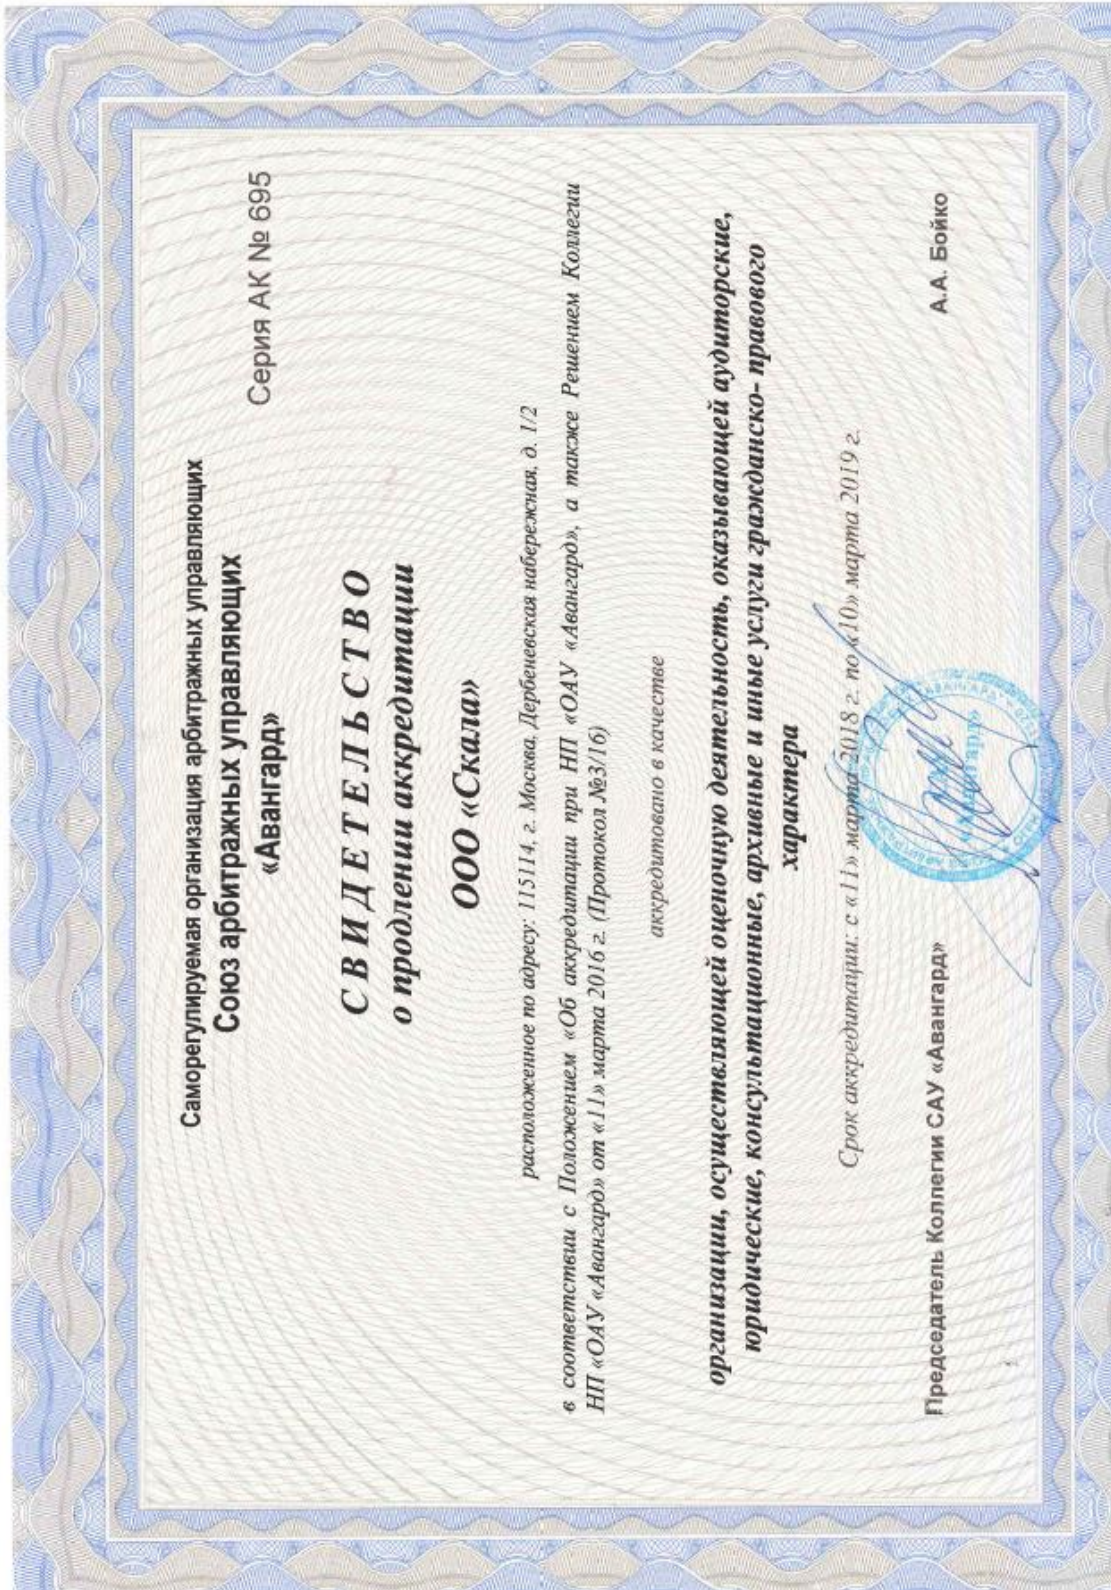 Саморегулируемая организация арбитражных управляющих
Союз арбитражных управляющих
«Авангард»
Серия АК № 695
СВИДЕТЕЛЬСТВО
о продлении аккредитации
ООО «Скала»
расположенное по адресу: 115114, г. Москва, Дербеневская набережная, д. 1/2
в соответствии с Положением «Об аккредитации при НП «ОАУ «Авангард», а также Решением Коллегии
НП «ОАУ «Авангард» от «11» марта 2016 г. (Протокол №3/16)
аккредитовано в качестве
организации, осуществляющей оценочную деятельность, оказывающей аудиторские,
юридические, консультационные, архивные и иные услуги гражданско- правового
характера
Срок аккредитации: с «11» марта 2018 г. по «10» марта 2019 г.
Председатель Коллегии САУ «Авангард»
А.А. Бойко